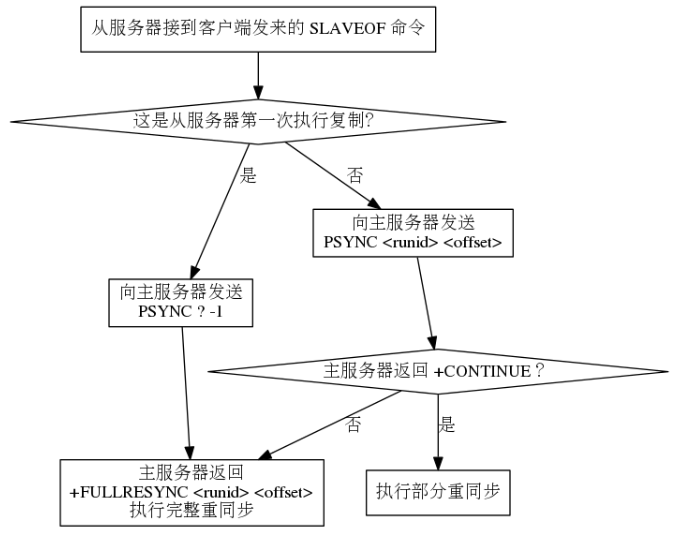 从服务器接到客户端发来的 SLAVEOF 命令
这是从服务器第一次执行复制?
是
否
向主服务器发送
PSYNC <runid> <offset>
向主服务器发送
PSYNC ? -1
主服务器返回 +CONTINUE ?
否
是
主服务器返回
+FULLRESYNC <runid> <offset>
执行完整重同步
执行部分重同步